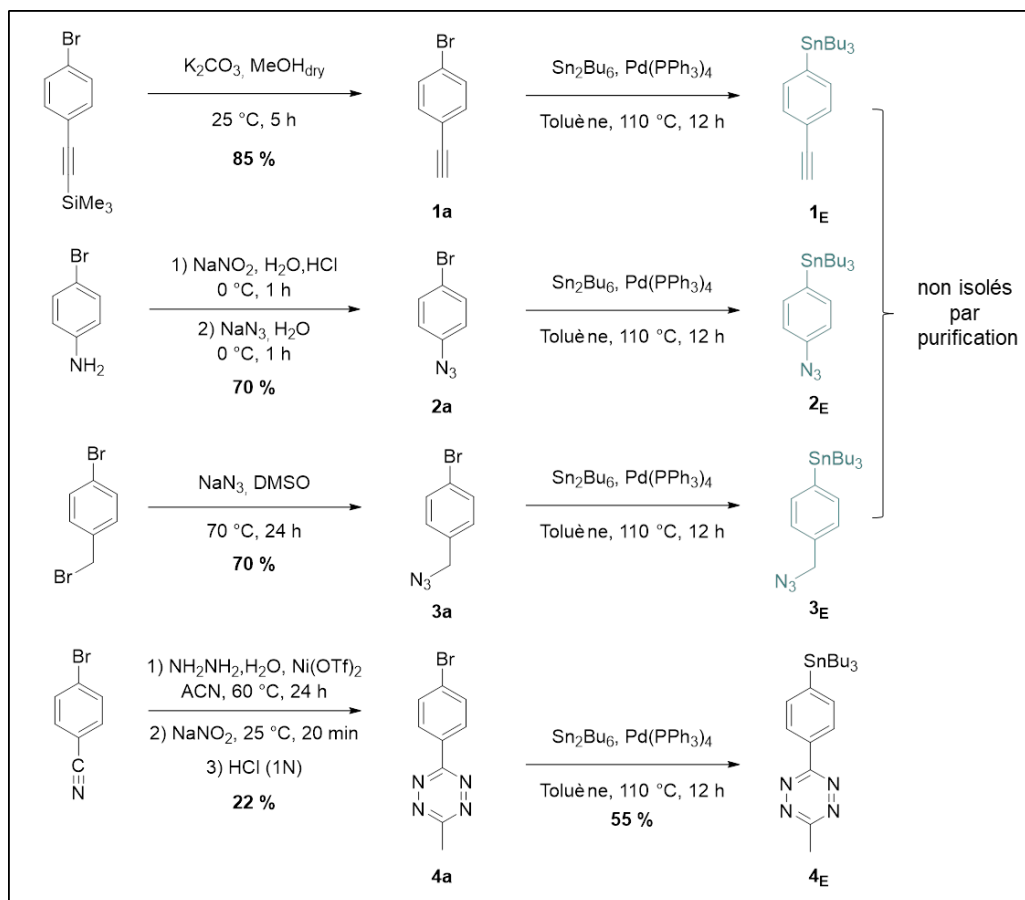 Br
K₂CO₃, MeOHdry
25 °C, 5 h
85 %
SiMe₃
Br
1a
Sn₂Bu₆, Pd(PPh₃)₄
Toluène, 110 °C, 12 h
SnBu₃
1E
Br
NH₂
1) NaNO₂, H₂O,HCl
0 °C, 1 h
2) NaN₃, H₂O
0 °C, 1 h
70 %
Br
N₃
2a
Sn₂Bu₆, Pd(PPh₃)₄
Toluène, 110 °C, 12 h
SnBu₃
N₃
2E
non isolés
par
purification
Br
Br
NaN₃, DMSO
70 °C, 24 h
70 %
Br
N₃
3a
Sn₂Bu₆, Pd(PPh₃)₄
Toluène, 110 °C, 12 h
SnBu₃
N₃
3E
Br
C
N
1) NH₂NH₂,H₂O, Ni(OTf)₂
ACN, 60 °C, 24 h
2) NaNO₂, 25 °C, 20 min
3) HCl (1N)
22 %
Br
N N
N N
4a
Sn₂Bu₆, Pd(PPh₃)₄
Toluène, 110 °C, 12 h
55 %
SnBu₃
N N
N N
4E